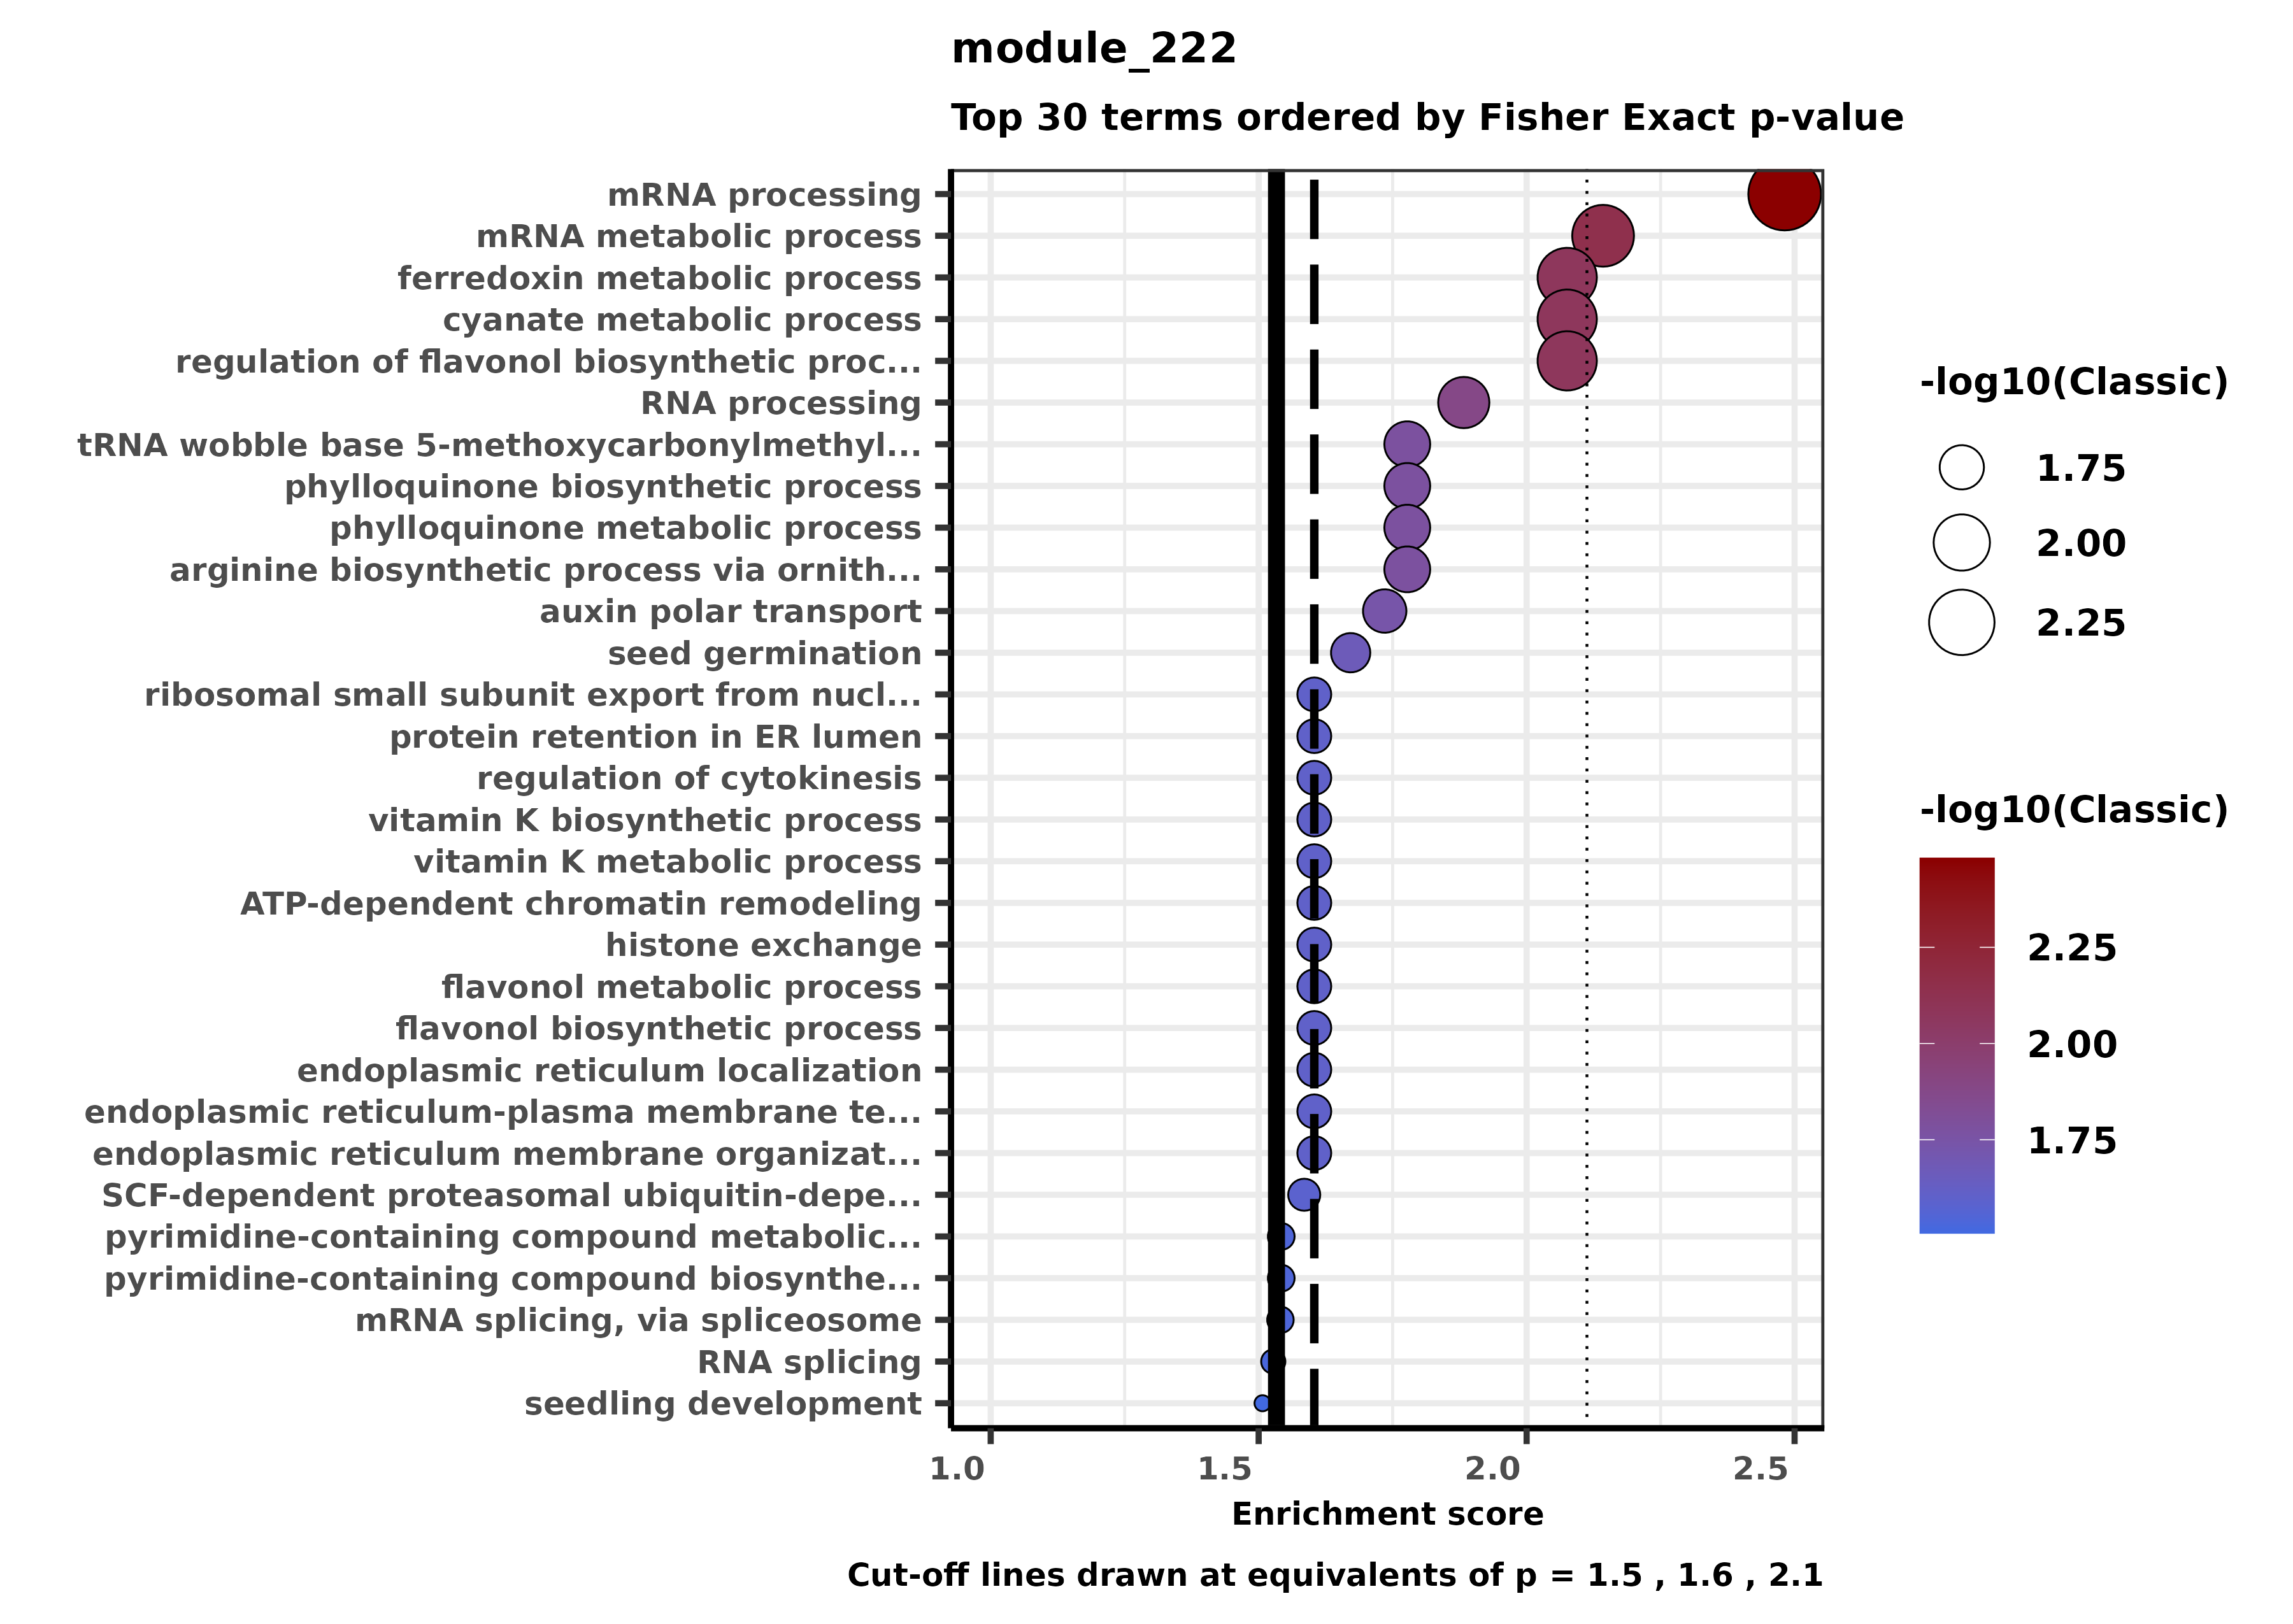 module_222
Top 30 terms ordered by Fisher Exact p-value
mRNA processing
mRNA metabolic process
ferredoxin metabolic process
cyanate metabolic process
regulation of flavonol biosynthetic proc...
RNA processing
tRNA wobble base 5-methoxycarbonylmethyl...
phylloquinone biosynthetic process
phylloquinone metabolic process
arginine biosynthetic process via ornith...
auxin polar transport
seed germination
ribosomal small subunit export from nucl...
protein retention in ER lumen
regulation of cytokinesis
vitamin K biosynthetic process
vitamin K metabolic process
ATP-dependent chromatin remodeling
histone exchange
flavonol metabolic process
flavonol biosynthetic process
endoplasmic reticulum localization
endoplasmic reticulum-plasma membrane te...
endoplasmic reticulum membrane organizat...
SCF-dependent proteasomal ubiquitin-depe...
pyrimidine-containing compound metabolic...
pyrimidine-containing compound biosynthe...
mRNA splicing, via spliceosome
RNA splicing
seedling development
1.0 1.5 2.0 2.5
Enrichment score
Cut-off lines drawn at equivalents of p = 1.5 , 1.6 , 2.1
-log10(Classic)
1.75
2.00
2.25
-log10(Classic)
2.25
2.00
1.75